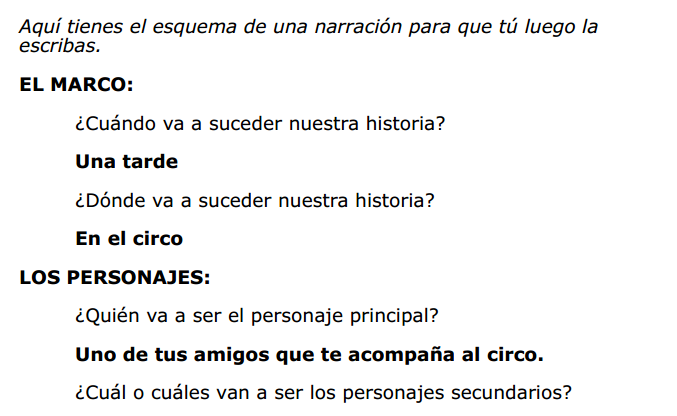 Aquí tienes el esquema de una narración para que tú luego la
escribas.
EL MARCO:
¿Cuándo va a suceder nuestra historia?
Una tarde
¿Dónde va a suceder nuestra historia?
En el circo
LOS PERSONAJES:
¿Quién va a ser el personaje principal?
Uno de tus amigos que te acompaña al circo.
¿Cuál o cuáles van a ser los personajes secundarios?